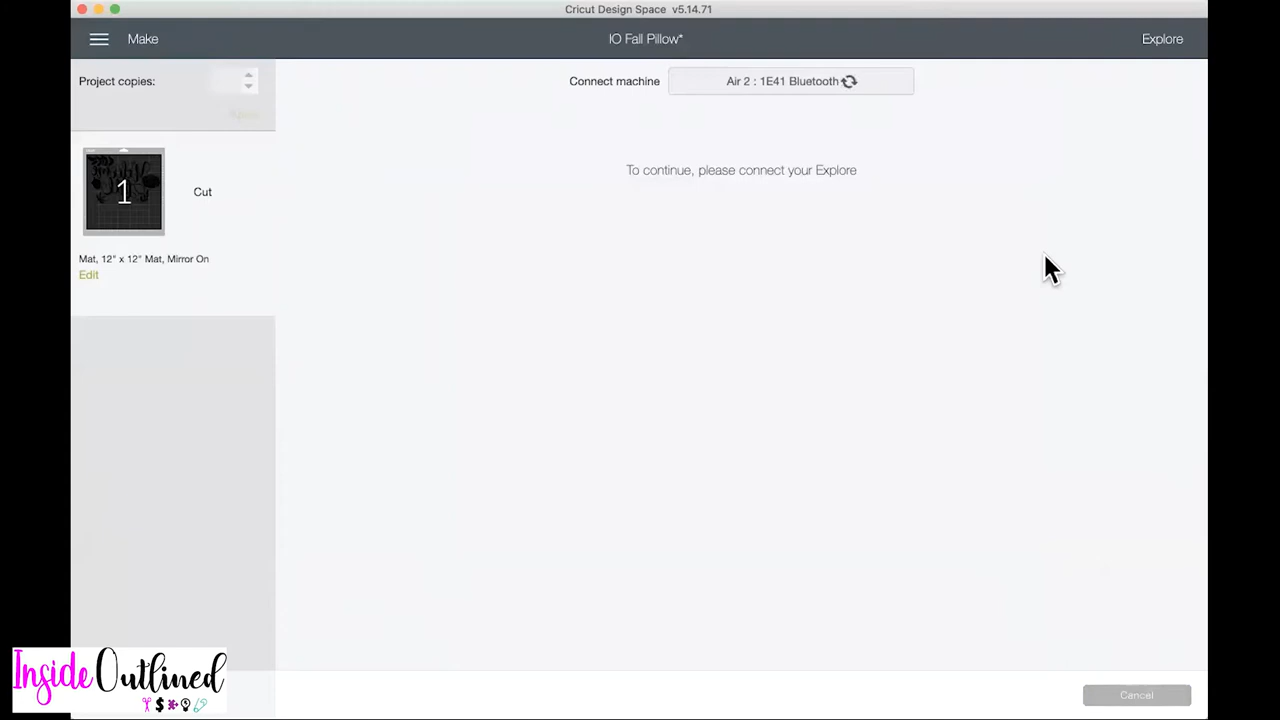 Cricut Design Space v5.14.71
Make
IO Fall Pillow*
Explore
Project copies:
Connect machine
Air 2 : 1E41 Bluetooth
Apply
1
Cut
To continue, please connect your Explore
Mat, 12" x 12" Mat, Mirror On
Edit
Inside Outlined
Cancel